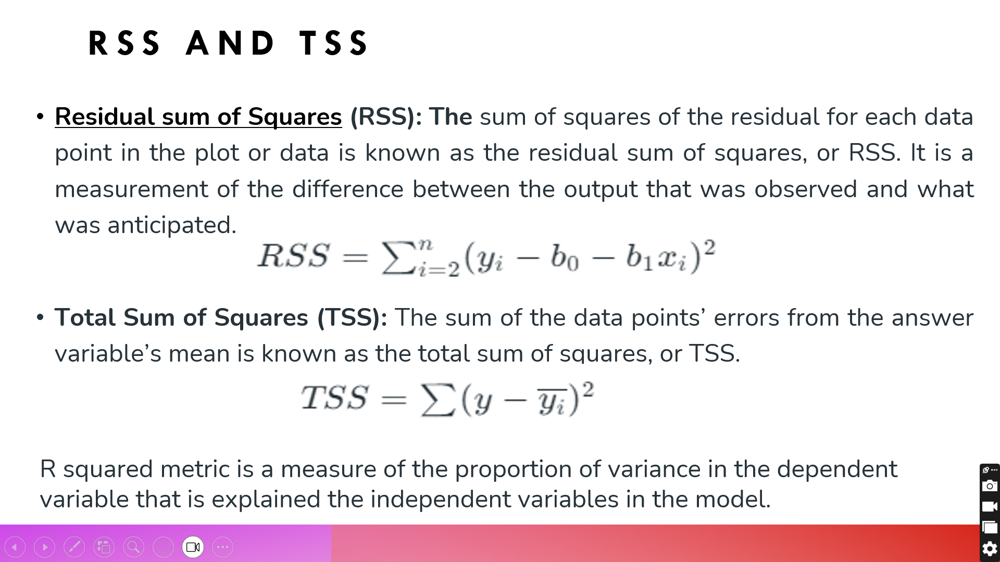 RSS AND TSS
• Residual sum of Squares (RSS): The sum of squares of the residual for each data
point in the plot or data is known as the residual sum of squares, or RSS. It is a
measurement of the difference between the output that was observed and what
was anticipated.
$RSS = \sum_{i=2}^{n}(y_i - b_0 - b_1 x_i)^2$
• Total Sum of Squares (TSS): The sum of the data points’ errors from the answer
variable’s mean is known as the total sum of squares, or TSS.
$TSS = \sum (y - \overline{y_i})^2$
R squared metric is a measure of the proportion of variance in the dependent
variable that is explained the independent variables in the model.